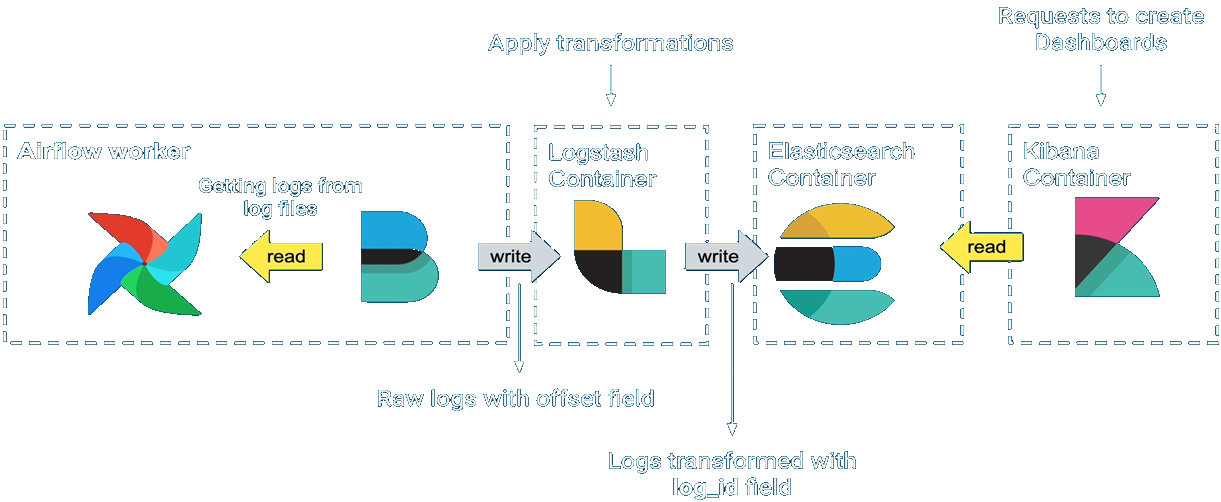 Requests to create
Dashboards
Apply transformations
Airflow worker
Getting logs from
log files
read
write
Logstash
Container
write
Elasticsearch
Container
read
Kibana
Container
Raw logs with offset field
Logs transformed with
log_id field